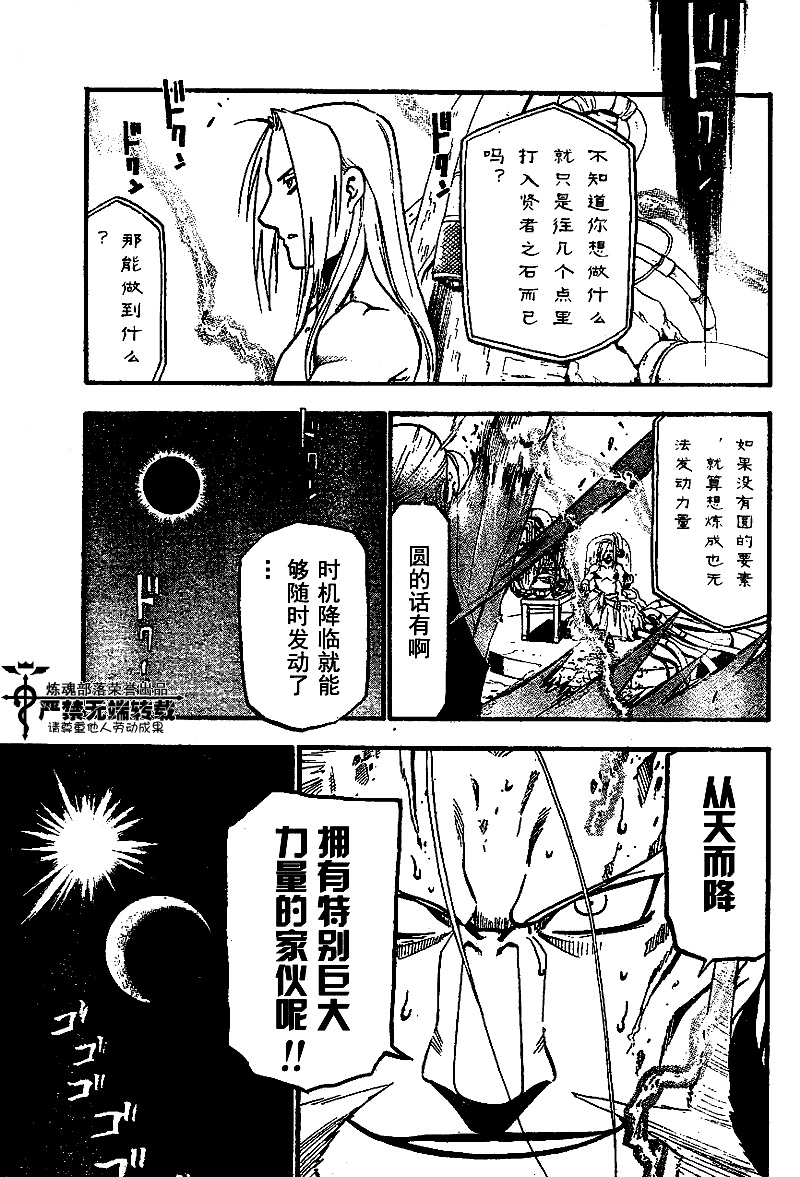 ドクン
不知道你想做什么
就只是往几个点里
打入贤者之石而已
吗？
ドクン
ドクン
那能做到什么
？
如果没有圆的要素
，就算想炼成也无
法发动力量
圆的话有啊
ドクン
时机降临就能
够随时发动了
…
ドクン
炼魂部落荣誉出品
严禁无端转载
请尊重他人劳动成果
从天而降
拥有特别巨大
力量的家伙呢!!
ゴゴゴゴ